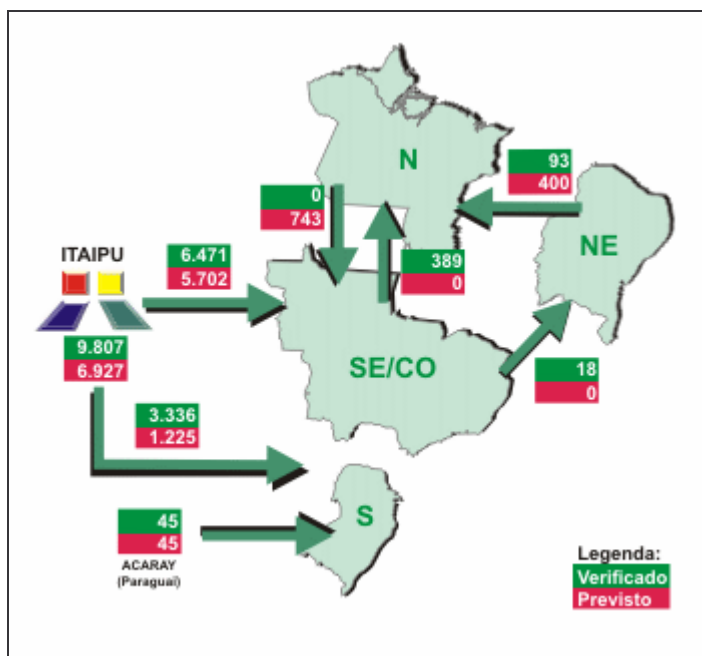 N
93
400
0
743
NE
ITAIPU
6.471
5.702
389
0
SE/CO
9.807
6.927
18
0
3.336
1.225
S
45
45
ACARAY
(Paraguai)
Legenda:
Verificado
Previsto